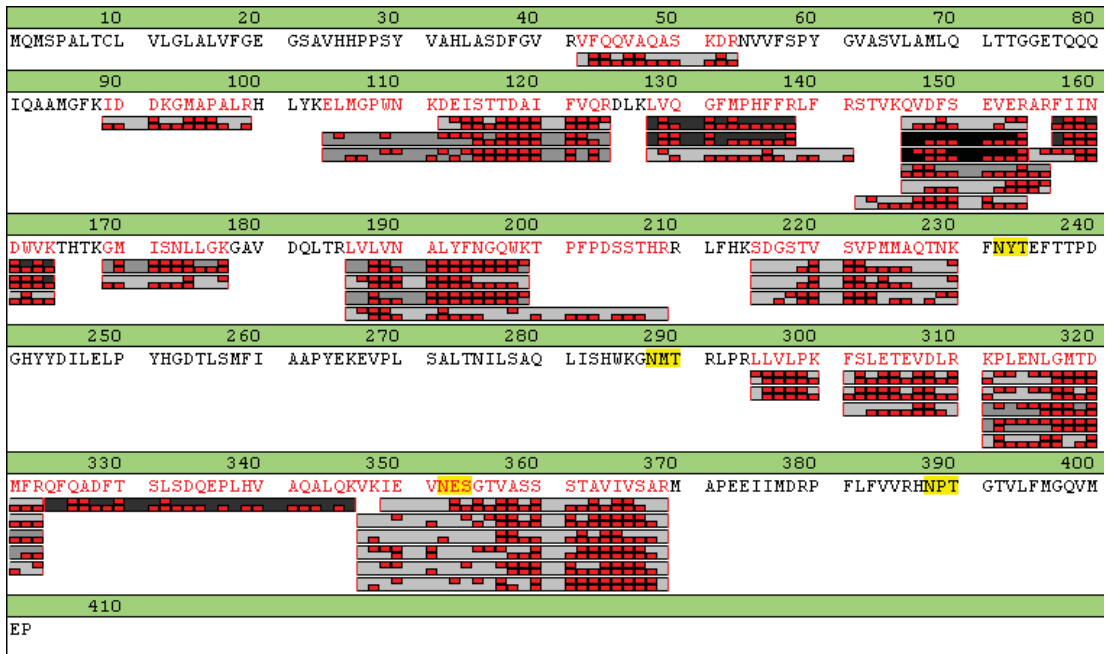 10 20 30 40 50 60 70 80
MQMSPALTCL VLGLALVFGE GSAVHHPPSY VAHLASDFGV RVFQQVAQAS KDRNVVFSPY GVASVLAMLQ LTTGGETQQQ
90 100 110 120 130 140 150 160
IQAAMGFKID DKGMAPALRH LYKELMGPWN KDEISTTDAI FVQRDLKLVQ GFMPHFFRLF RSTVKQVDFS EVERARFIIN
170 180 190 200 210 220 230 240
DWVKTHTKGM ISNLLGKGAV DQLTRLVLVN ALYFNGQWKT PFPDSSTHRR LFHKSDGSTV SVPMMAQTNK FNYTEFTTPD
250 260 270 280 290 300 310 320
GHYYDILELP YHGDTLSMFI AAPYEKEVPL SALTNILSAQ LISHWKGNMT RLPRLLVLPK FSLETEVDLR KPLENLGMTD
330 340 350 360 370 380 390 400
MFRQFQADFT SLSDQEPLHV AQALQKVKIE VNESGTVASS STAVIVSARM APEEIIMDRP FLFVVRHNPT GTVLFMGQVM
410
EP